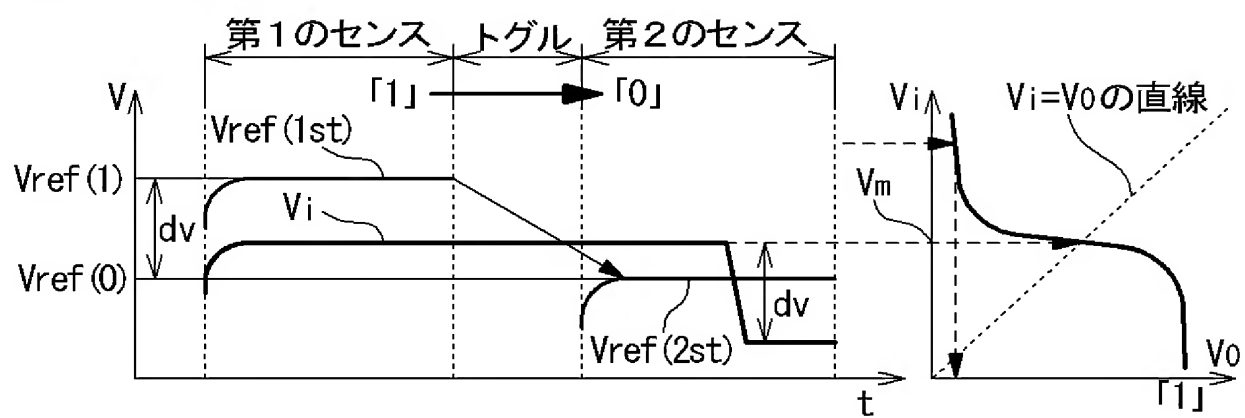 第1のセンス
トグル
第2のセンス
「1」
「0」
V
Vref(1st)
Vref(1)
Vi
dv
Vref(0)
dv
Vref(2st)
t
Vi
Vi=V0の直線
Vm
V0
「1」